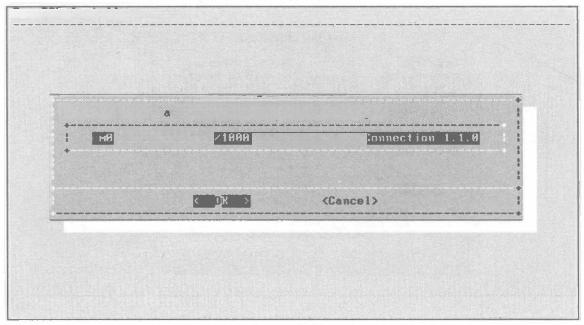 a
m0 /1000 Connection 1.1.0
< OK > <Cancel>